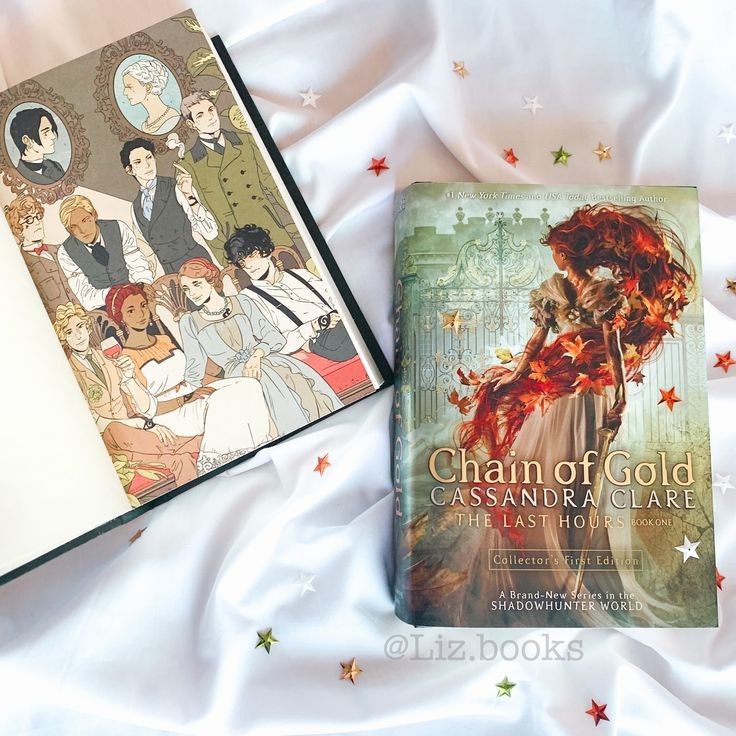 #1 New York Times and USA Today Bestselling Author
Chain of Gold
CASSANDRA CLARE
THE LAST HOURS BOOK ONE
Collector's First Edition
A Brand-New Series in the
SHADOWHUNTER WORLD
@Liz.books